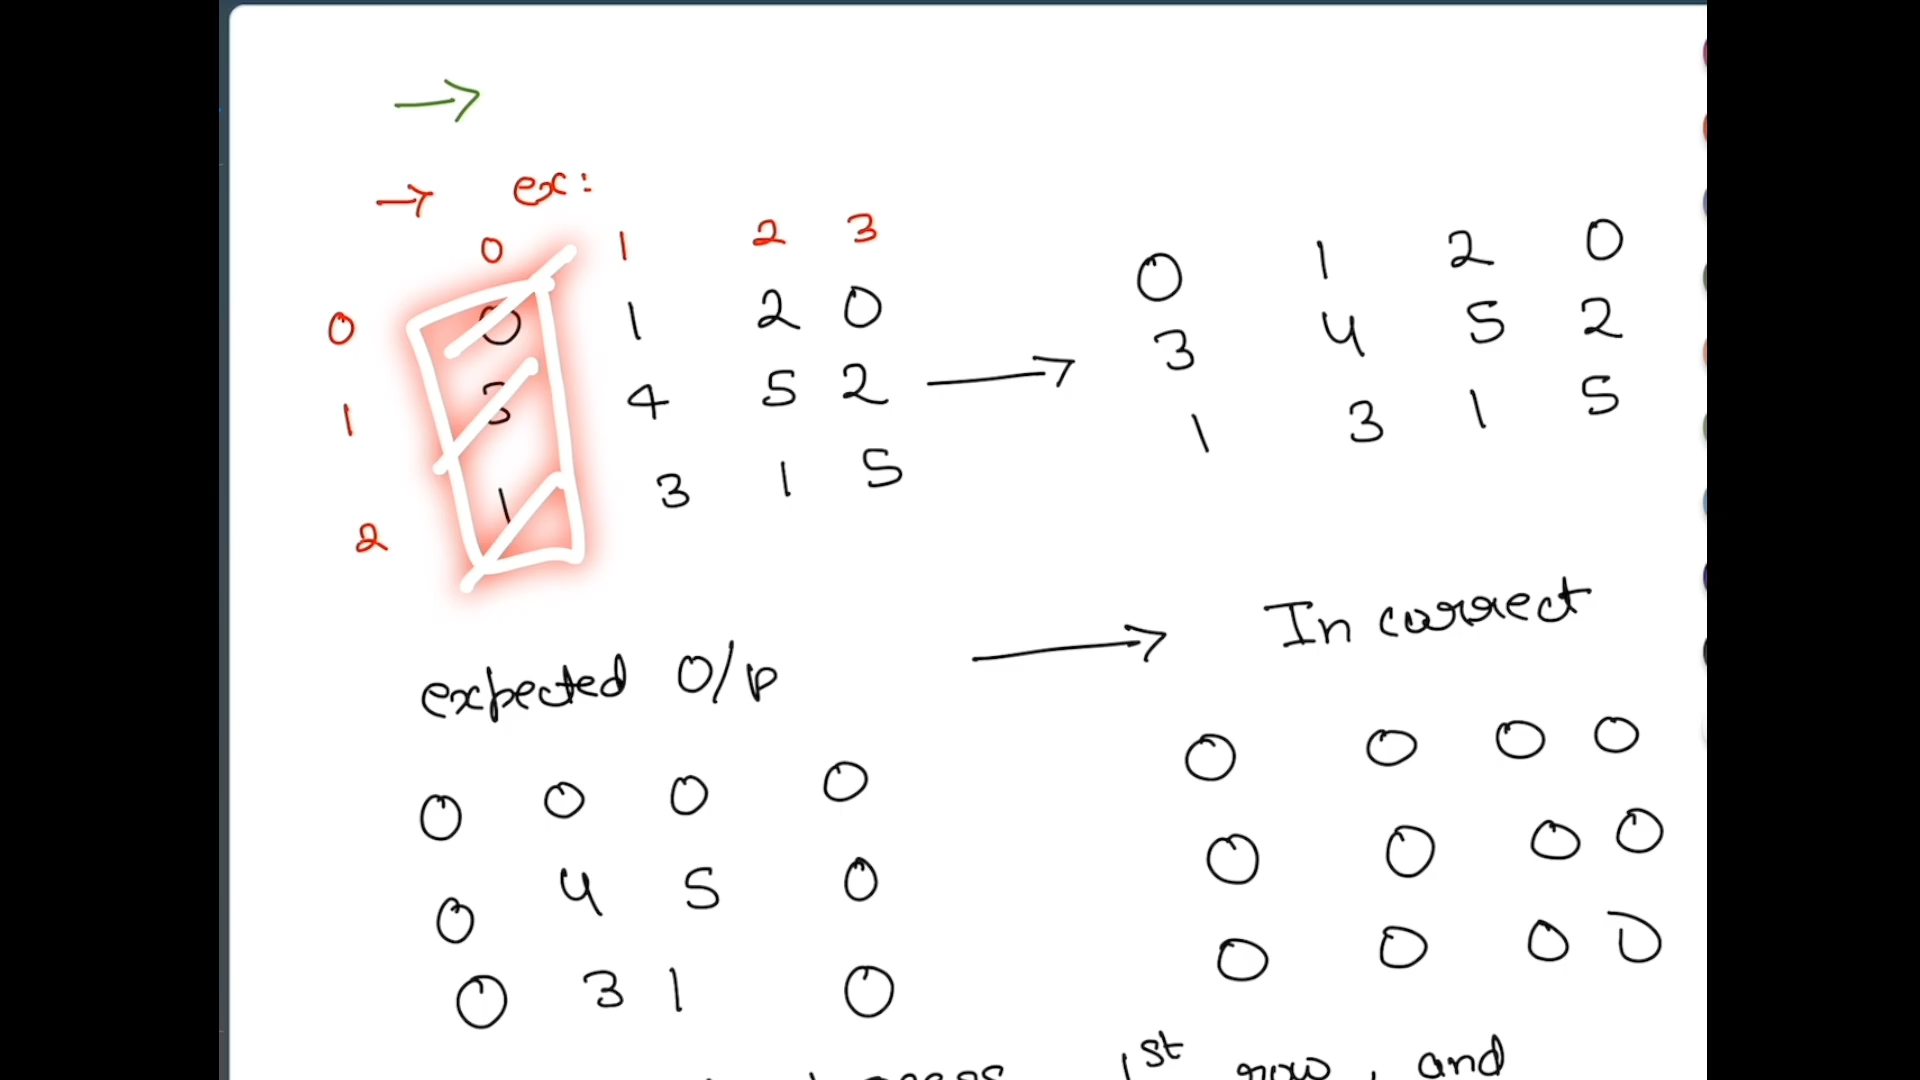 →
→ ex:
0 1 2 3
0 0 1 2 0 → 0 1 2 0
1 3 4 5 2 3 4 5 2
2 1 3 1 5 1 3 1 5
expected O/p → In correct
0 0 0 0 0 0 0 0
0 4 5 0 0 0 0 0
0 3 1 0 0 0 0 0
1st row, and